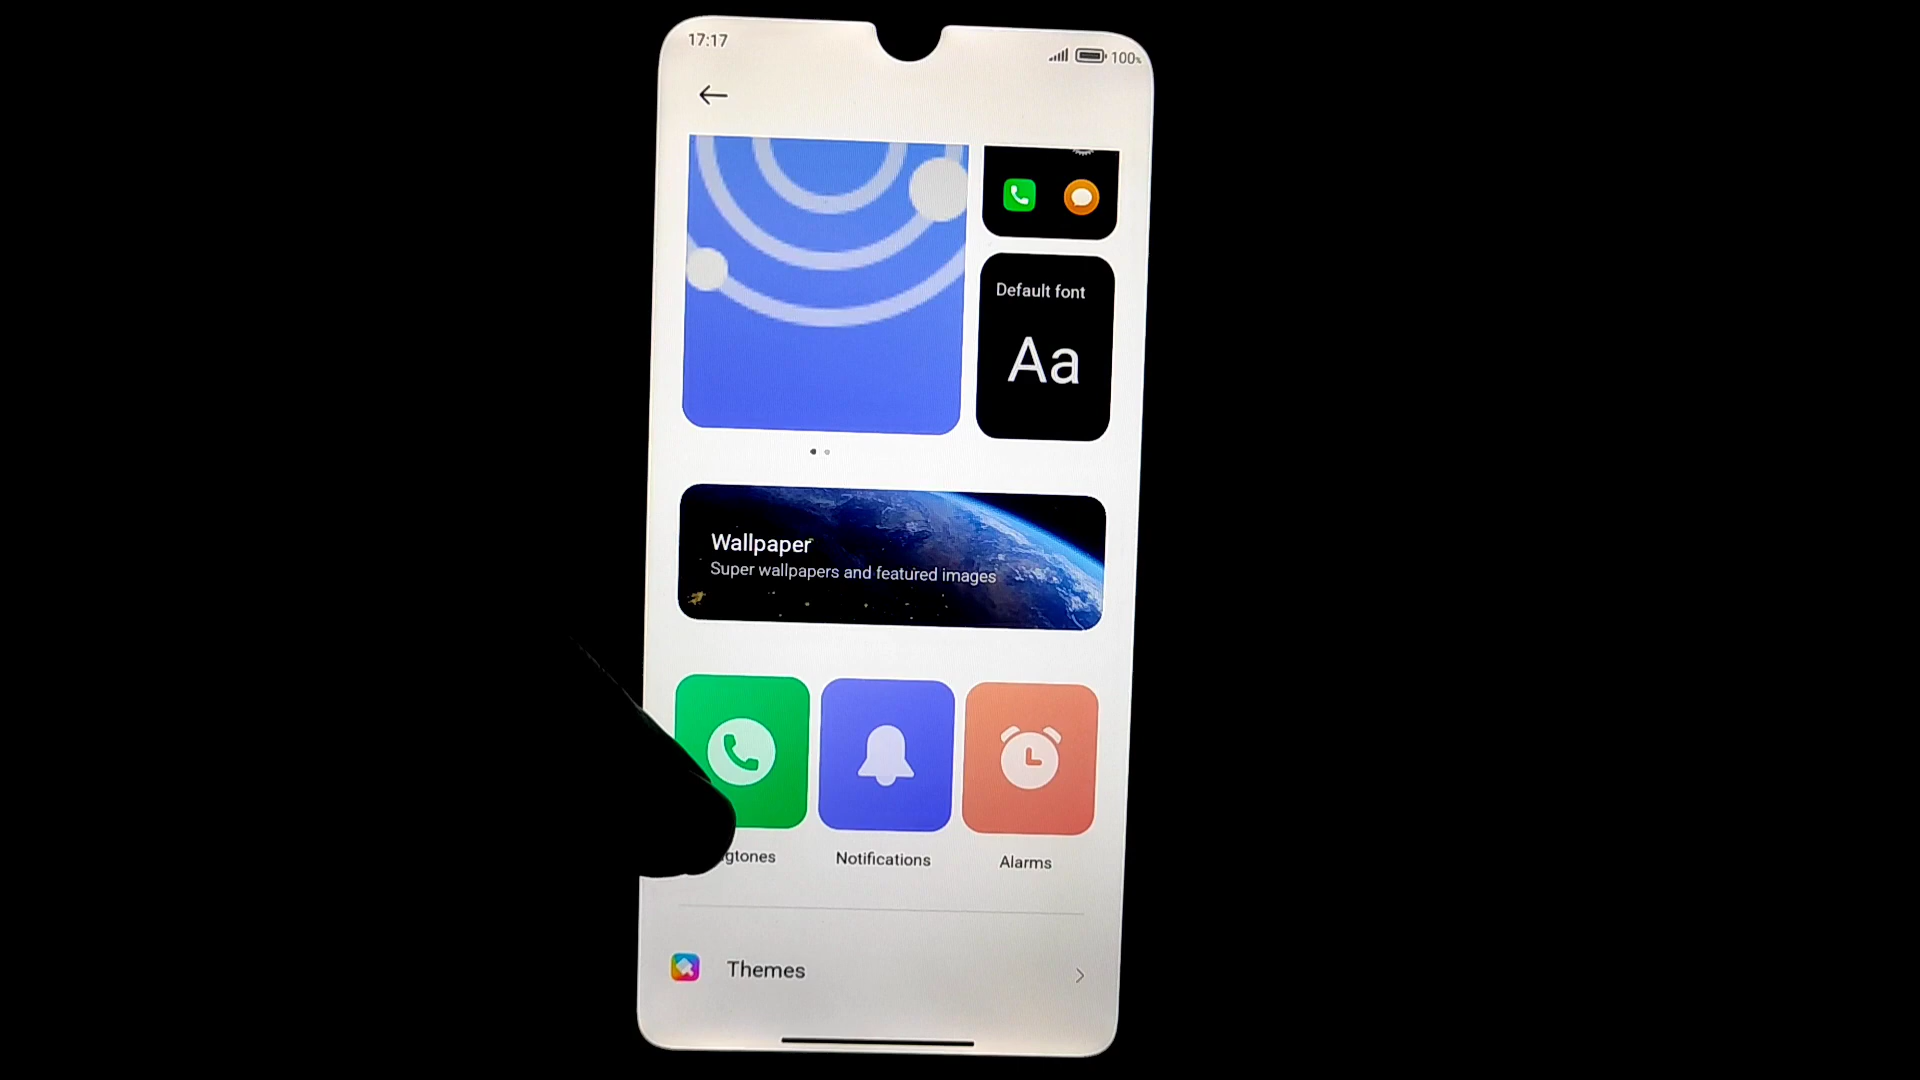 17:17
100%
Default font
Aa
Wallpaper
Super wallpapers and featured images
gtones
Notifications
Alarms
Themes